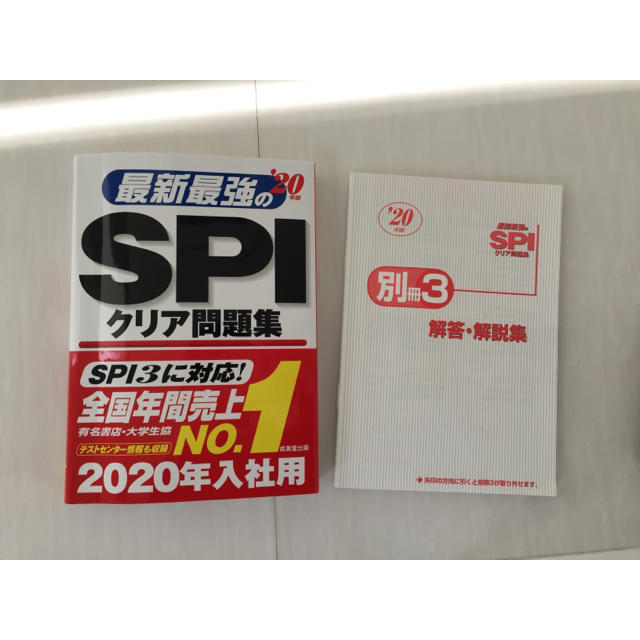 最新最強の
'20年版
SPI
クリア問題集
SPI3に対応!
全国年間売上
有名書店・大学生協
NO.1
テストセンター情報も収録
成美堂出版
2020年入社用
'20年版
最新最強の
SPI
クリア問題集
別冊3
解答・解説集
→矢印の方向に引くと別冊3が取り外せます。